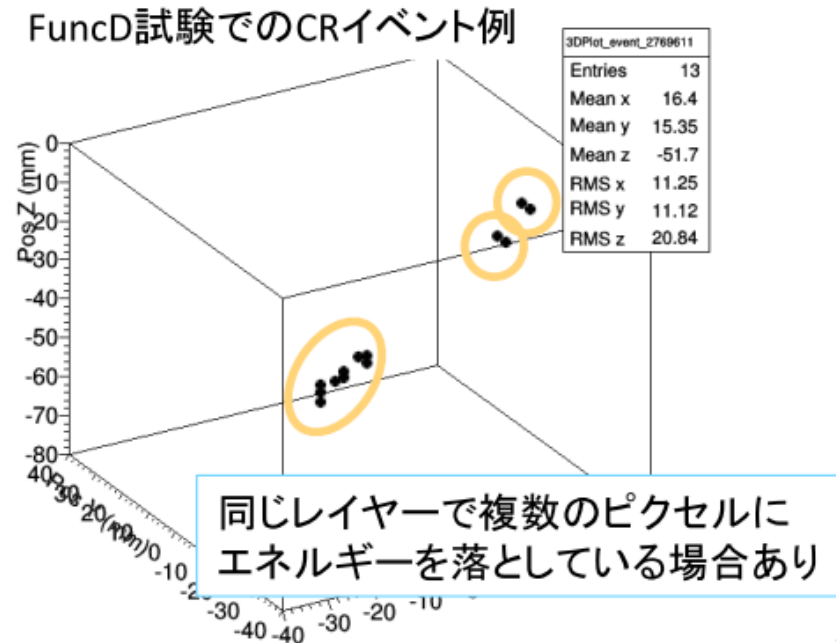 FuncD試験でのCRイベント例
3DPlot_event_2769611
Entries 13
Mean x 16.4
Mean y 15.35
Mean z -51.7
RMS x 11.25
RMS y 11.12
RMS z 20.84
Pos Z (mm)
0
-10
-20
-30
-40
-50
-60
-70
-80
40
-10
-30
-40
-40
-30
-20
-10
同じレイヤーで複数のピクセルに
エネルギーを落としている場合あり